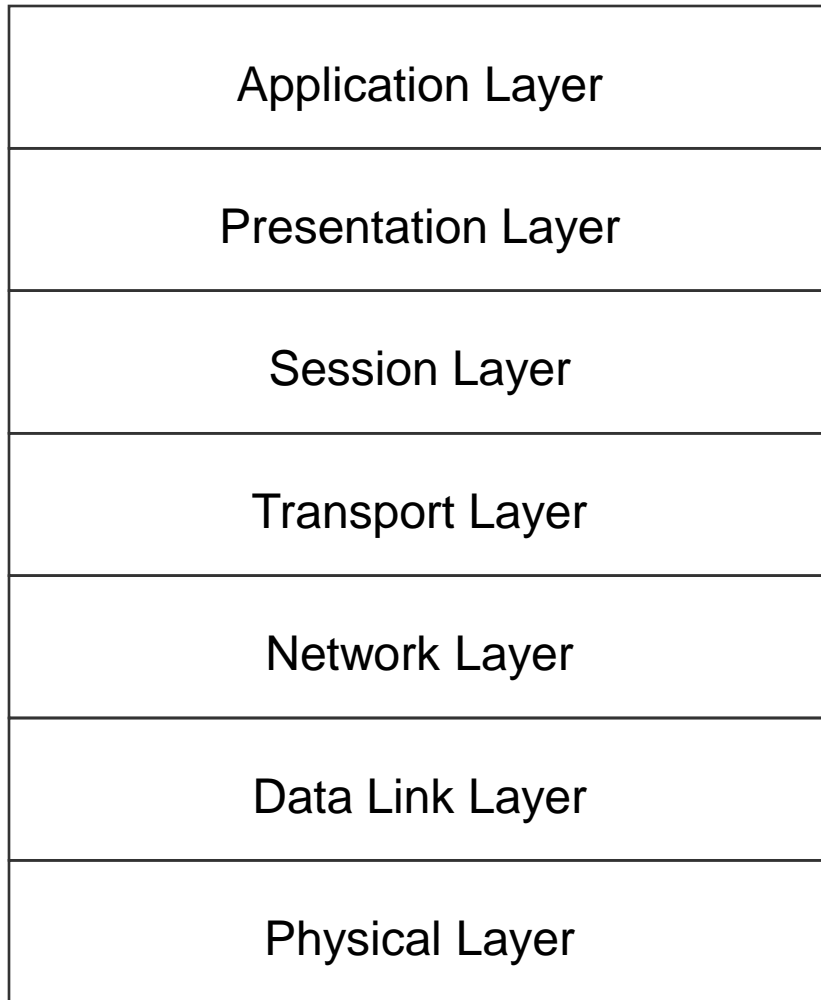 Application Layer
Presentation Layer
Session Layer
Transport Layer
Network Layer
Data Link Layer
Physical Layer